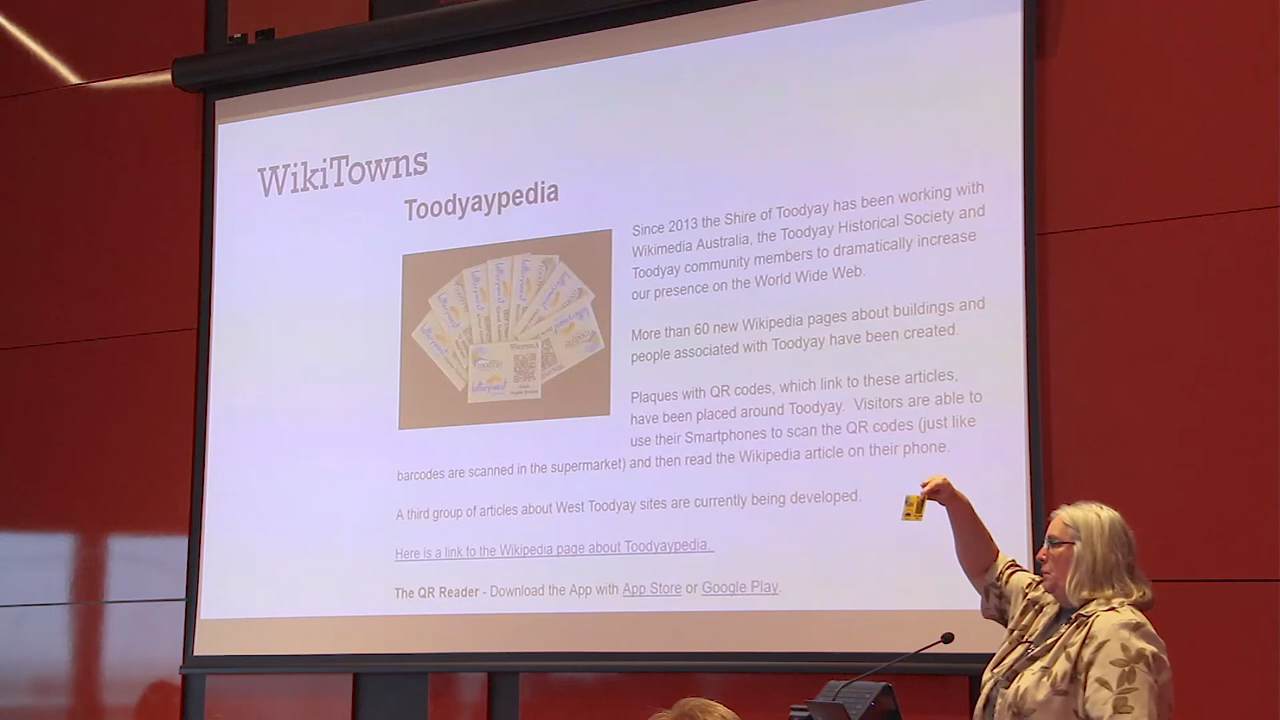 WikiTowns
Toodyaypedia
Since 2013 the Shire of Toodyay has been working with
Wikimedia Australia, the Toodyay Historical Society and
Toodyay community members to dramatically increase
our presence on the World Wide Web.
More than 60 new Wikipedia pages about buildings and
people associated with Toodyay have been created.
Plaques with QR codes, which link to these articles,
have been placed around Toodyay. Visitors are able to
use their Smartphones to scan the QR codes (just like
barcodes are scanned in the supermarket) and then read the Wikipedia article on their phone.
A third group of articles about West Toodyay sites are currently being developed.
Here is a link to the Wikipedia page about Toodyaypedia.
The QR Reader - Download the App with App Store or Google Play.
toodyay
lotterywest